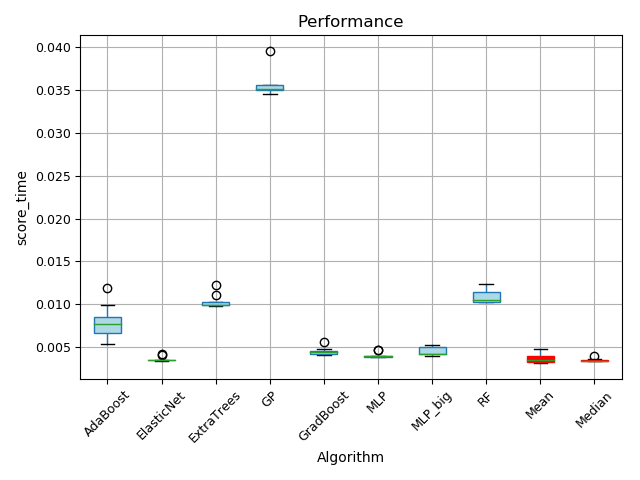 Performance
0.040
0.035
0.030
0.025
0.020
0.015
0.010
0.005
score_time
AdaBoost
ElasticNet
ExtraTrees
GP
GradBoost
MLP
MLP_big
RF
Mean
Median
Algorithm